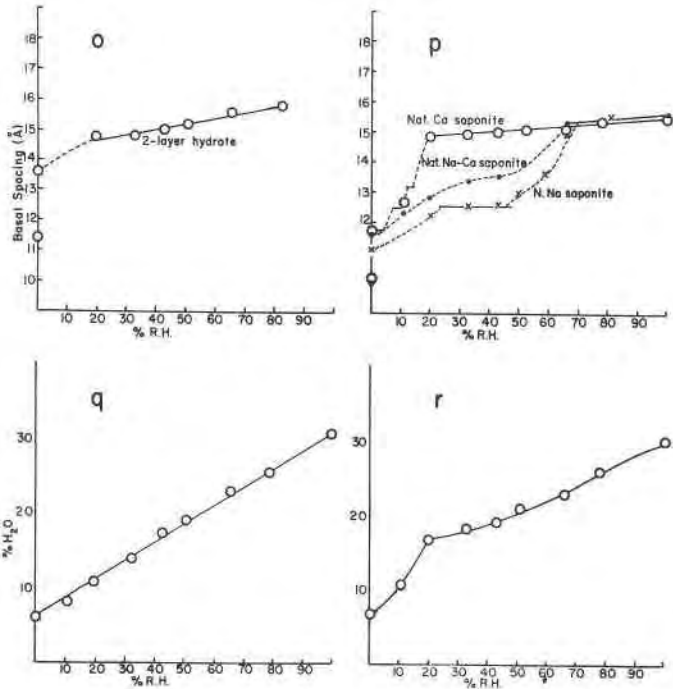 o
18
17
16
15
14
13
12
11
10
Basal Spacing (Å)
2-layer hydrate
10 20 30 40 50 60 70 80 90
% R.H.
p
18
17
16
15
14
13
12
10
Nat. Ca saponite
Nat. Na-Ca saponite
N. Na saponite
10 20 30 40 50 60 70 80 90
% R.H.
q
30
20
10
% H₂O
10 20 30 40 50 60 70 80 90
% R.H.
r
30
20
10
10 20 30 40 50 60 70 80 90
% R.H.